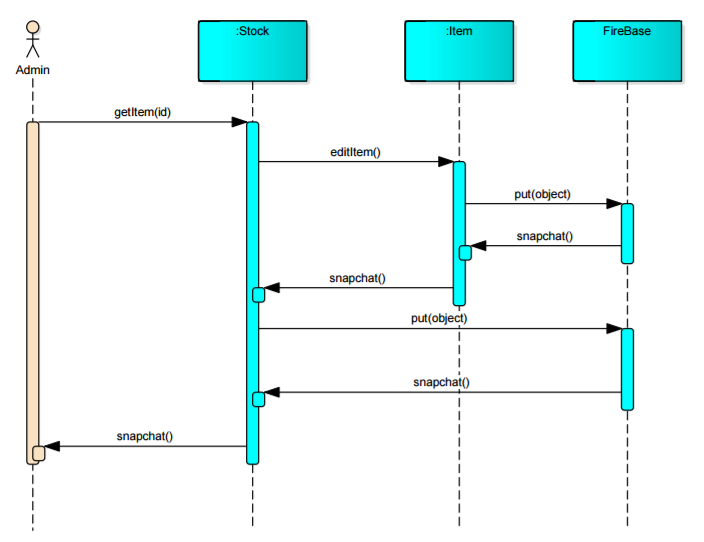 :Stock
:Item
FireBase
Admin
getItem(id)
editItem()
put(object)
snapchat()
snapchat()
put(object)
snapchat()
snapchat()